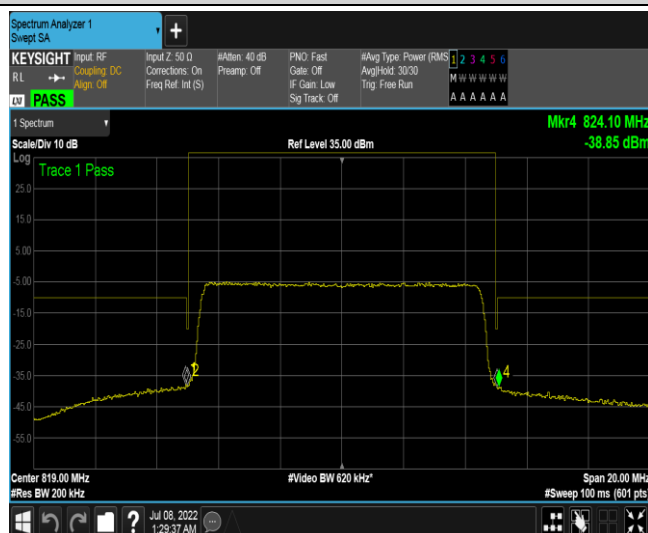 Spectrum Analyzer 1
Swept SA
+
KEYSIGHT
RL
LXI PASS
Input: RF
Coupling: DC
Align: Off
Input Z: 50 Ω
Corrections: On
Freq Ref: Int (S)
#Atten: 40 dB
Preamp: Off
PNO: Fast
Gate: Off
IF Gain: Low
Sig Track: Off
#Avg Type: Power (RMS
Avg|Hold: 30/30
Trig: Free Run
1 2 3 4 5 6
M W W W W W
A A A A A A
1 Spectrum
Mkr4 824.10 MHz
Scale/Div 10 dB
Ref Level 35.00 dBm
-38.85 dBm
Log
Trace 1 Pass
25.0
15.0
5.00
-5.00
-15.0
-25.0
-35.0
2
4
-45.0
-55.0
Center 819.00 MHz
#Video BW 620 kHz*
Span 20.00 MHz
#Res BW 200 kHz
#Sweep 100 ms (601 pts)
?
Jul 08, 2022
1:29:37 AM